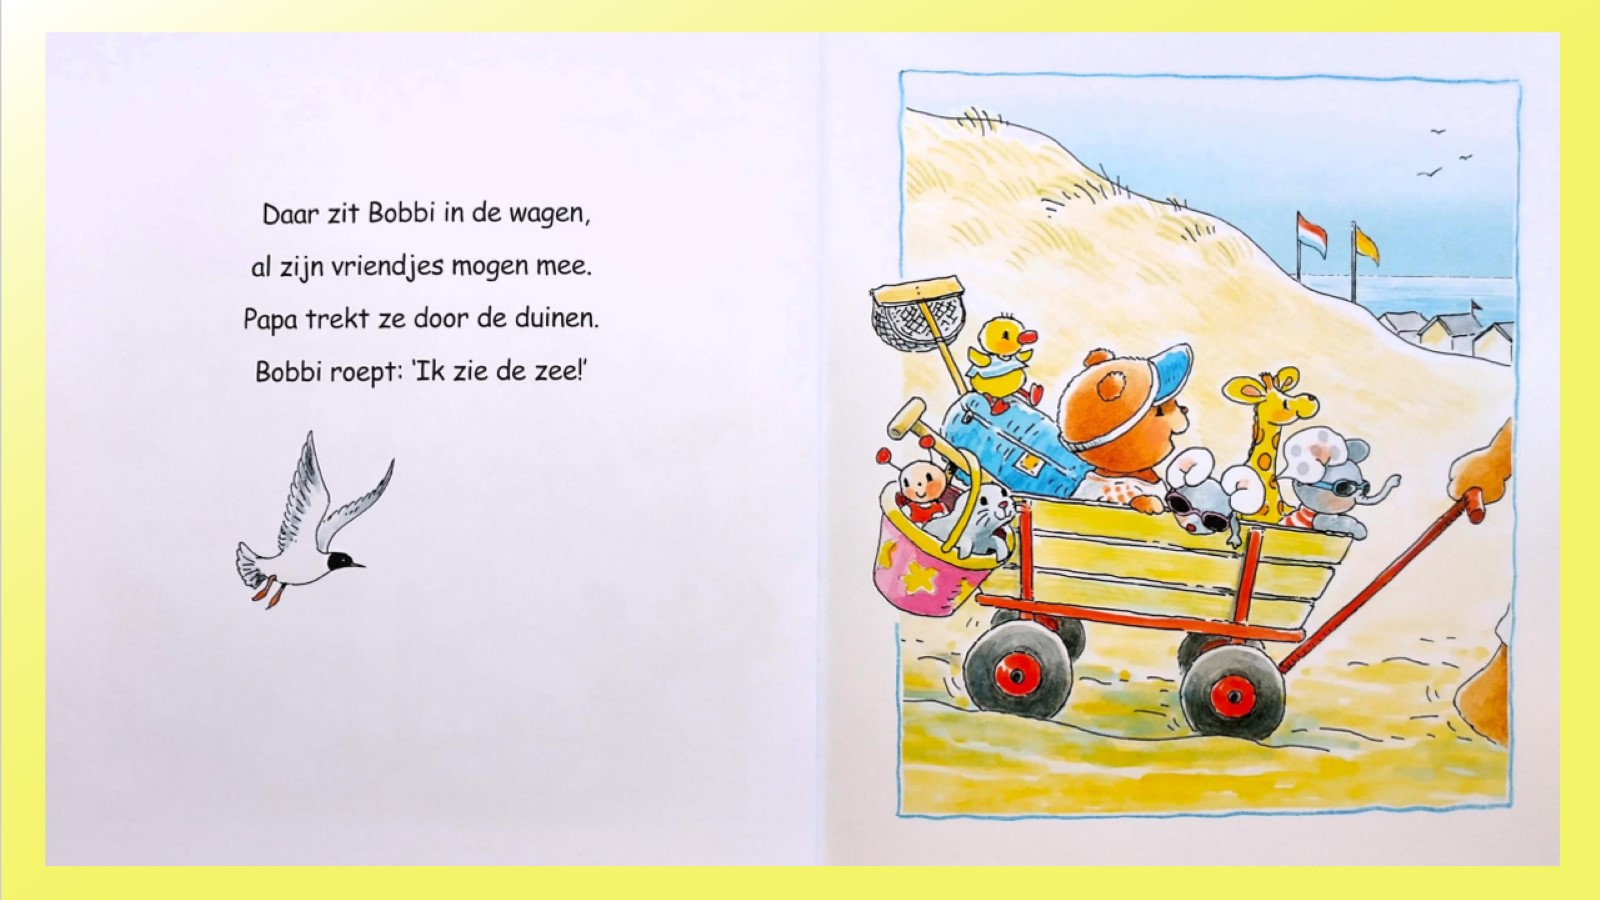 Daar zit Bobbi in de wagen,
al zijn vriendjes mogen mee.
Papa trekt ze door de duinen.
Bobbi roept: ‘Ik zie de zee!’